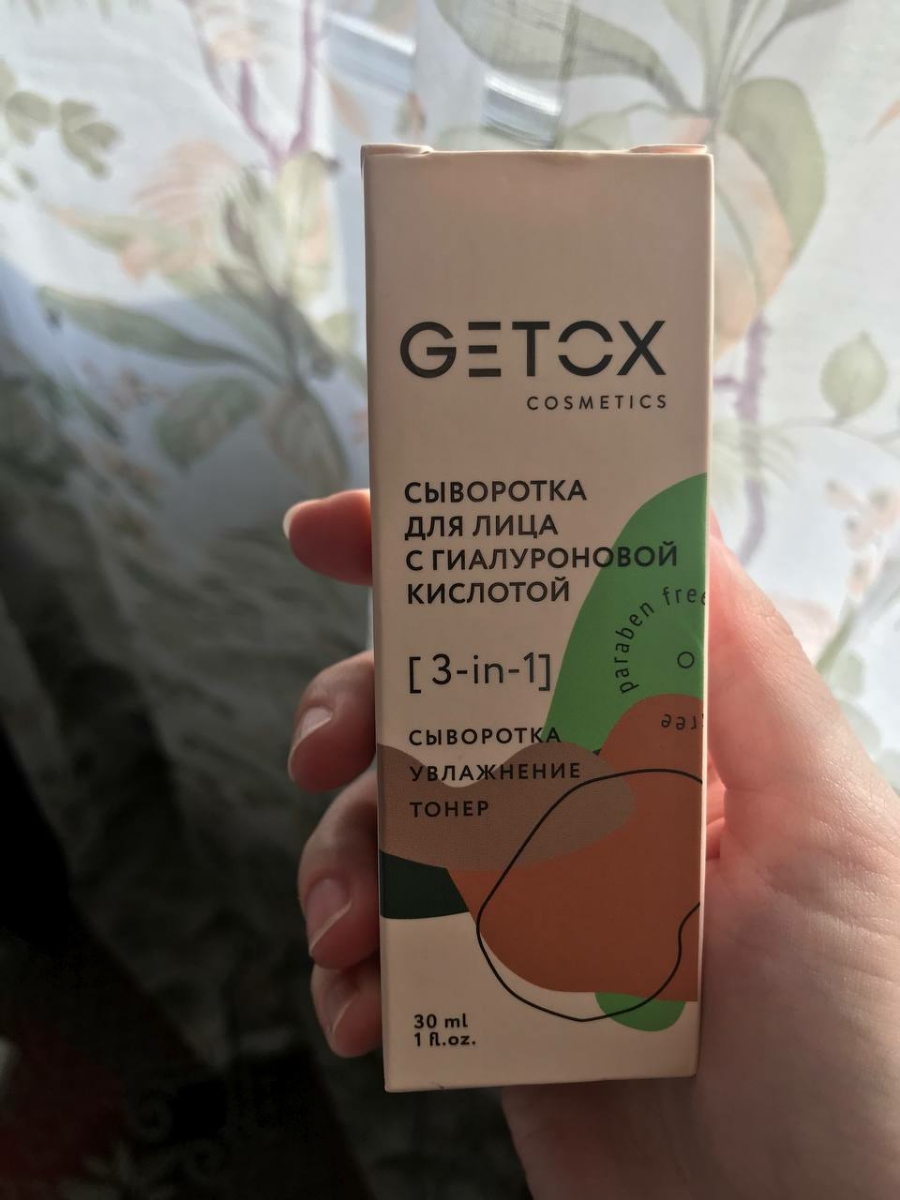 GETOX
COSMETICS
СЫВОРОТКА
ДЛЯ ЛИЦА
С ГИАЛУРОНОВОЙ
КИСЛОТОЙ
paraben free
[ 3-in-1]
free
СЫВОРОТКА
УВЛАЖНЕНИЕ
ТОНЕР
30 ml
1 fl.oz.